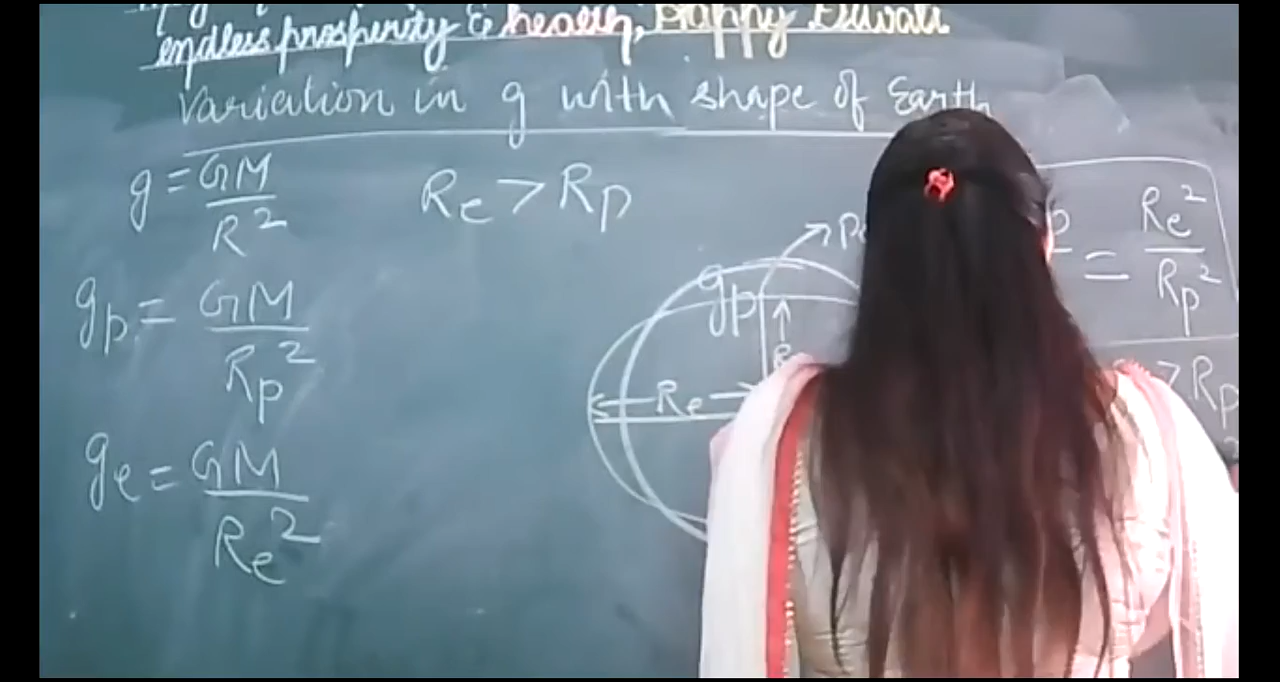 endless prosperity & health, Happy Diwali
Variation in g with shape of Earth
g = GM / R²
Re > Rp
gp = GM / Rp²
ge = GM / Re²
gp
Re
= Re² / Rp²
> Rp